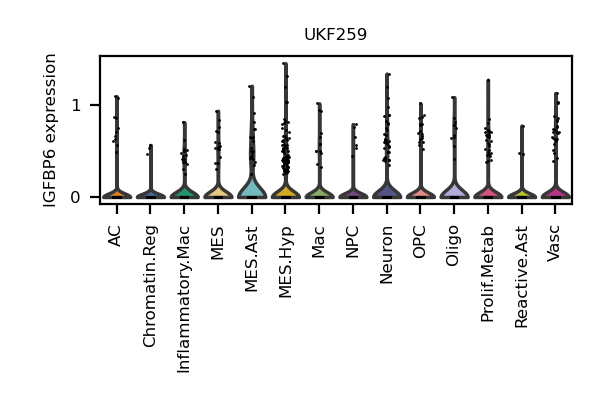 UKF259
IGFBP6 expression
1
0
AC
Chromatin.Reg
Inflammatory.Mac
MES
MES.Ast
MES.Hyp
Mac
NPC
Neuron
OPC
Oligo
Prolif.Metab
Reactive.Ast
Vasc